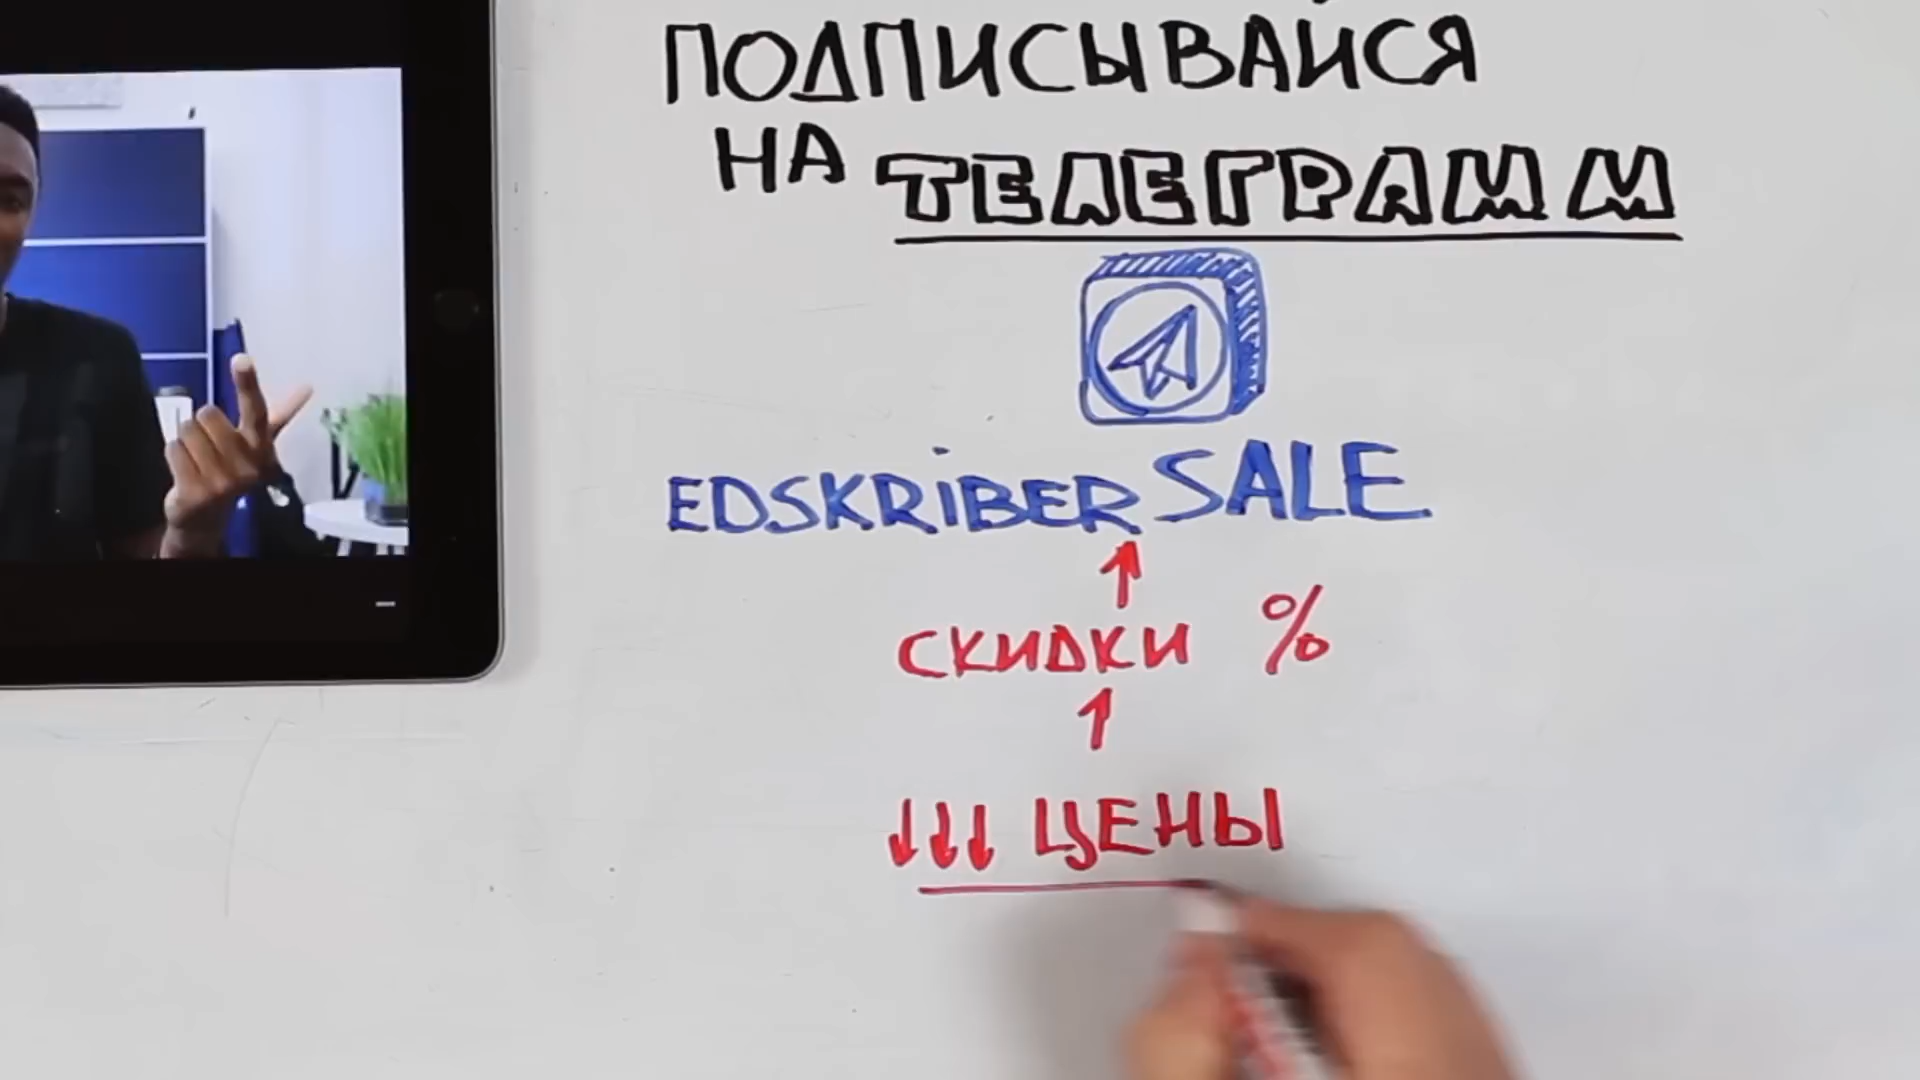 ПОДПИСЫВАЙСЯ
НА ТЕЛЕГРАММ
EDSKRIBER SALE
СКИДКИ %
↓↓↓ ЦЕНЫ